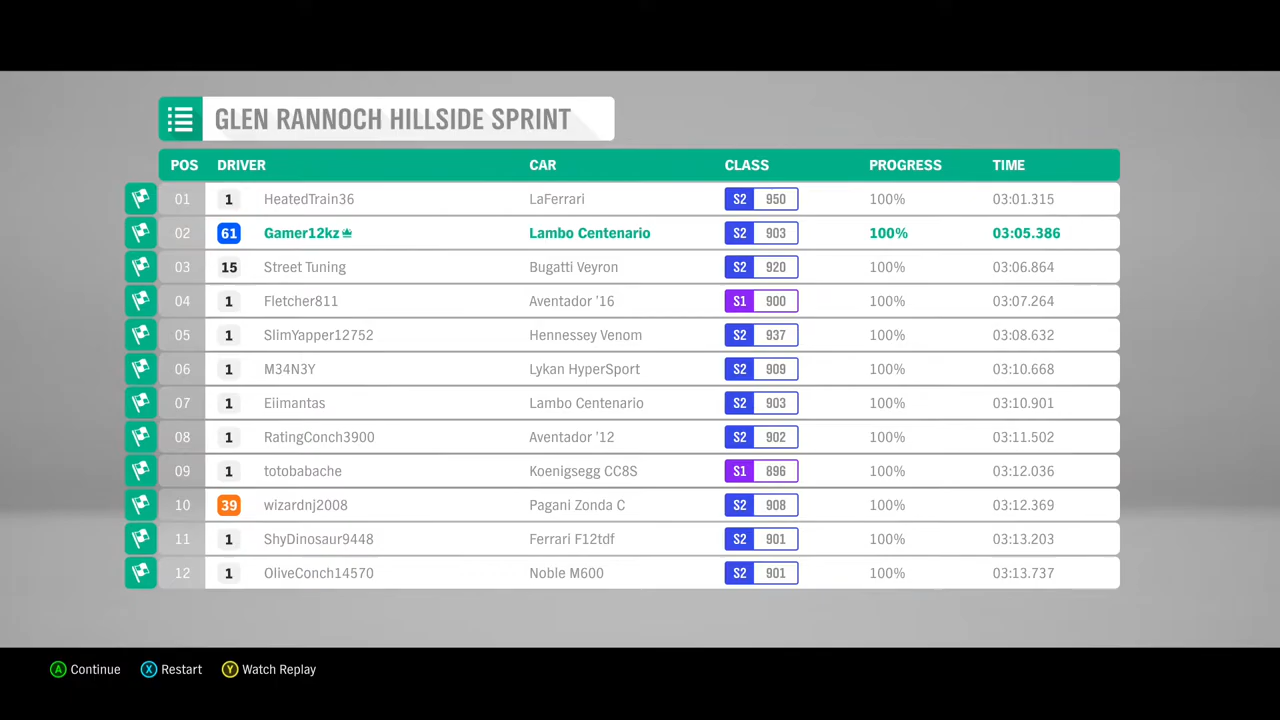 GLEN RANNOCH HILLSIDE SPRINT
POS DRIVER CAR CLASS PROGRESS TIME
01 1 HeatedTrain36 LaFerrari S2 950 100% 03:01.315
02 61 Gamer12kz Lambo Centenario S2 903 100% 03:05.386
03 15 Street Tuning Bugatti Veyron S2 920 100% 03:06.864
04 1 Fletcher811 Aventador '16 S1 900 100% 03:07.264
05 1 SlimYapper12752 Hennessey Venom S2 937 100% 03:08.632
06 1 M34N3Y Lykan HyperSport S2 909 100% 03:10.668
07 1 Eiimantas Lambo Centenario S2 903 100% 03:10.901
08 1 RatingConch3900 Aventador '12 S2 902 100% 03:11.502
09 1 totobabache Koenigsegg CC8S S1 896 100% 03:12.036
10 39 wizardnj2008 Pagani Zonda C S2 908 100% 03:12.369
11 1 ShyDinosaur9448 Ferrari F12tdf S2 901 100% 03:13.203
12 1 OliveConch14570 Noble M600 S2 901 100% 03:13.737
A Continue X Restart Y Watch Replay